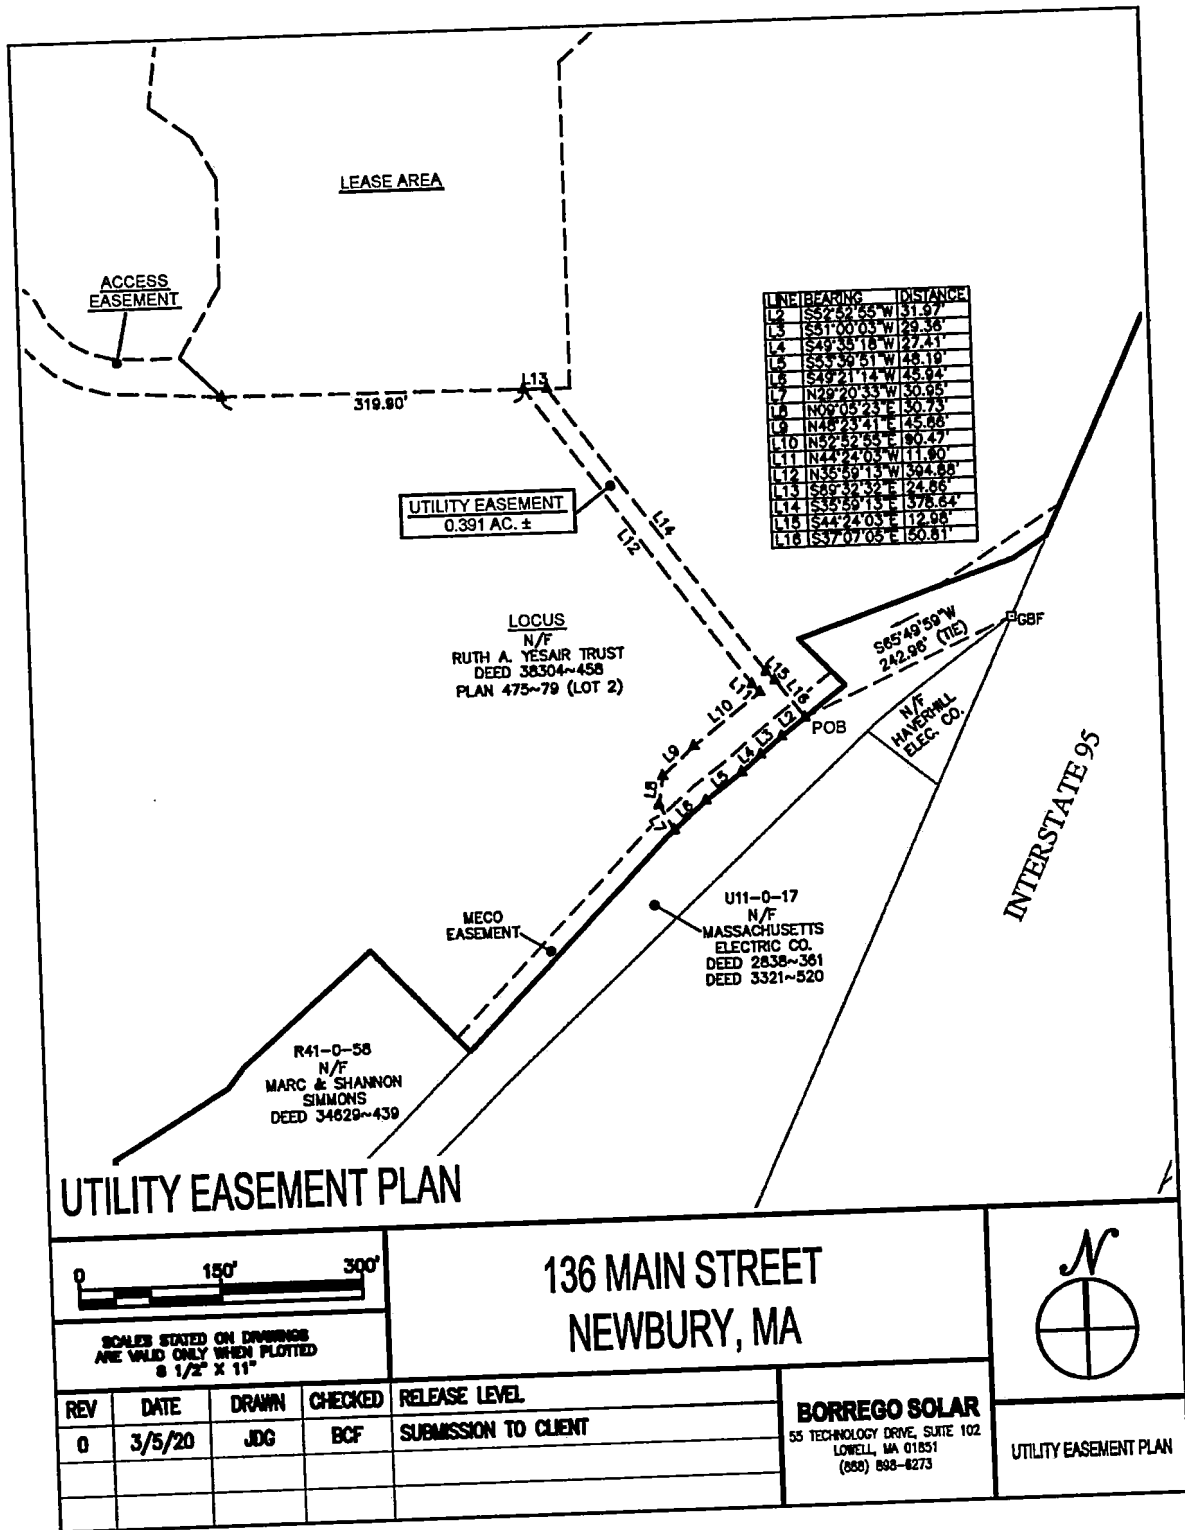 LEASE AREA
ACCESS
EASEMENT
LINE BEARING DISTANCE
L2 S52°52'55"W 31.97'
L3 S51°00'03"W 29.36'
L4 S49°35'18"W 27.41'
L5 S53°39'51"W 48.19'
L6 S49°21'14"W 45.94'
L7 N29°20'33"W 30.95'
L8 N09°05'23"E 30.73'
L9 N48°23'41"E 45.66'
L10 N52°52'55"E 90.47'
L11 N44°24'03"W 11.90'
L12 N35°59'13"W 394.88'
L13 S89°32'32"E 24.86'
L14 S35°59'13"E 378.64'
L15 S44°24'03"E 12.98'
L16 S37°07'05"E 50.81'
L13
319.90'
UTILITY EASEMENT
0.391 AC. ±
L14
L12
LOCUS
N/F
RUTH A. YESAIR TRUST
DEED 38304~458
PLAN 475~79 (LOT 2)
S65°49'59"W
242.96' (TIE)
GBF
L15
L16
L11
L10
L9
L8
L7
L6
L5
L4
L3
L2
POB
N/F
HAVERHILL
ELEC. CO.
INTERSTATE 95
MECO
EASEMENT
U11-0-17
N/F
MASSACHUSETTS
ELECTRIC CO.
DEED 2838~361
DEED 3321~520
R41-0-58
N/F
MARC & SHANNON
SIMMONS
DEED 34629~439
UTILITY EASEMENT PLAN
0 150' 300'
SCALES STATED ON DRAWINGS
ARE VALID ONLY WHEN PLOTTED
8 1/2" X 11"
136 MAIN STREET
NEWBURY, MA
N
REV DATE DRAWN CHECKED RELEASE LEVEL
0 3/5/20 JDG BCF SUBMISSION TO CLIENT
BORREGO SOLAR
55 TECHNOLOGY DRIVE, SUITE 102
LOWELL, MA 01851
(888) 898-6273
UTILITY EASEMENT PLAN